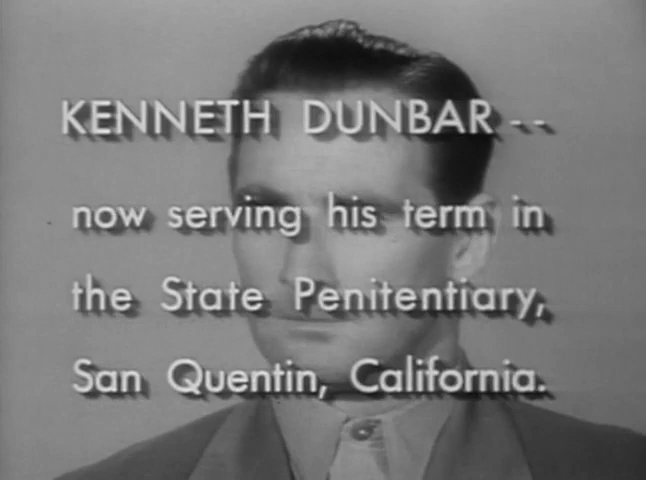 KENNETH DUNBAR--
now serving his term in
the State Penitentiary,
San Quentin, California.